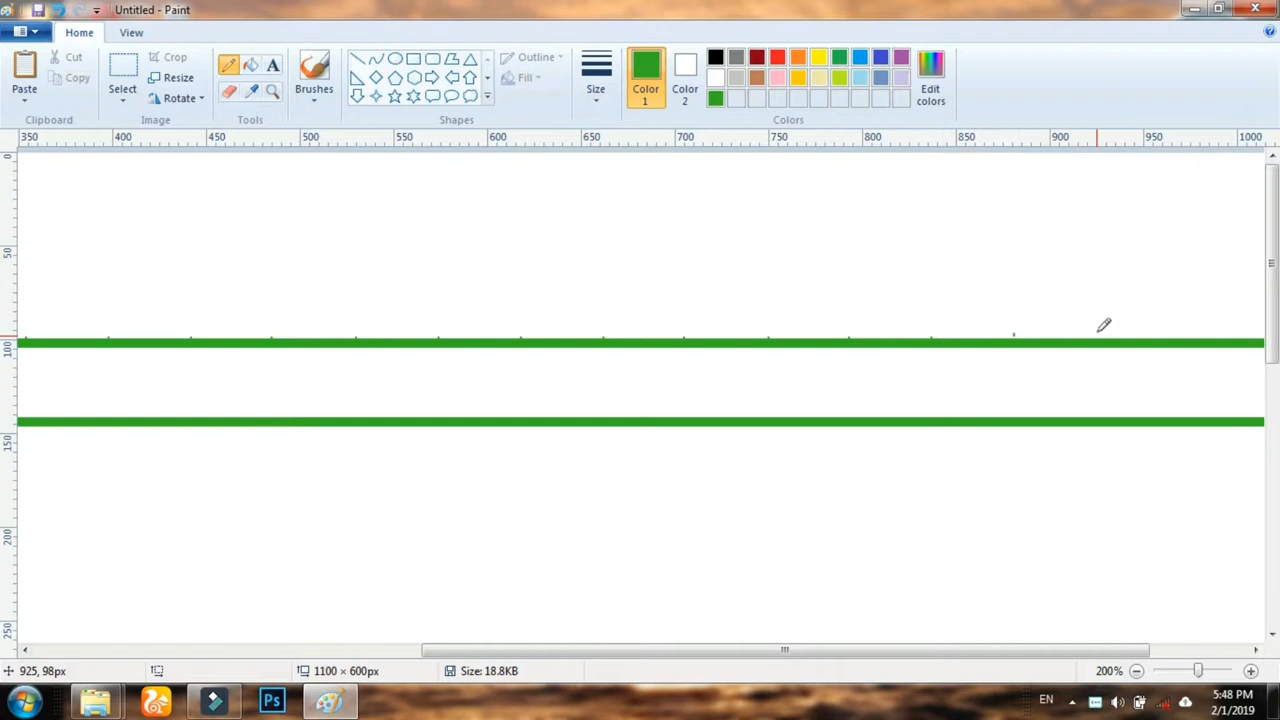 Untitled - Paint
Home View
Paste
Cut
Copy
Clipboard
Select
Crop
Resize
Rotate
Image
A
Tools
Brushes
Outline
Fill
Shapes
Size
Color 1
Color 2
Edit colors
Colors
350 400 450 500 550 600 650 700 750 800 850 900 950 1000
0
50
100
150
200
250
925, 98px
1100 × 600px
Size: 18.8KB
200%
Ps
EN
5:48 PM
2/1/2019